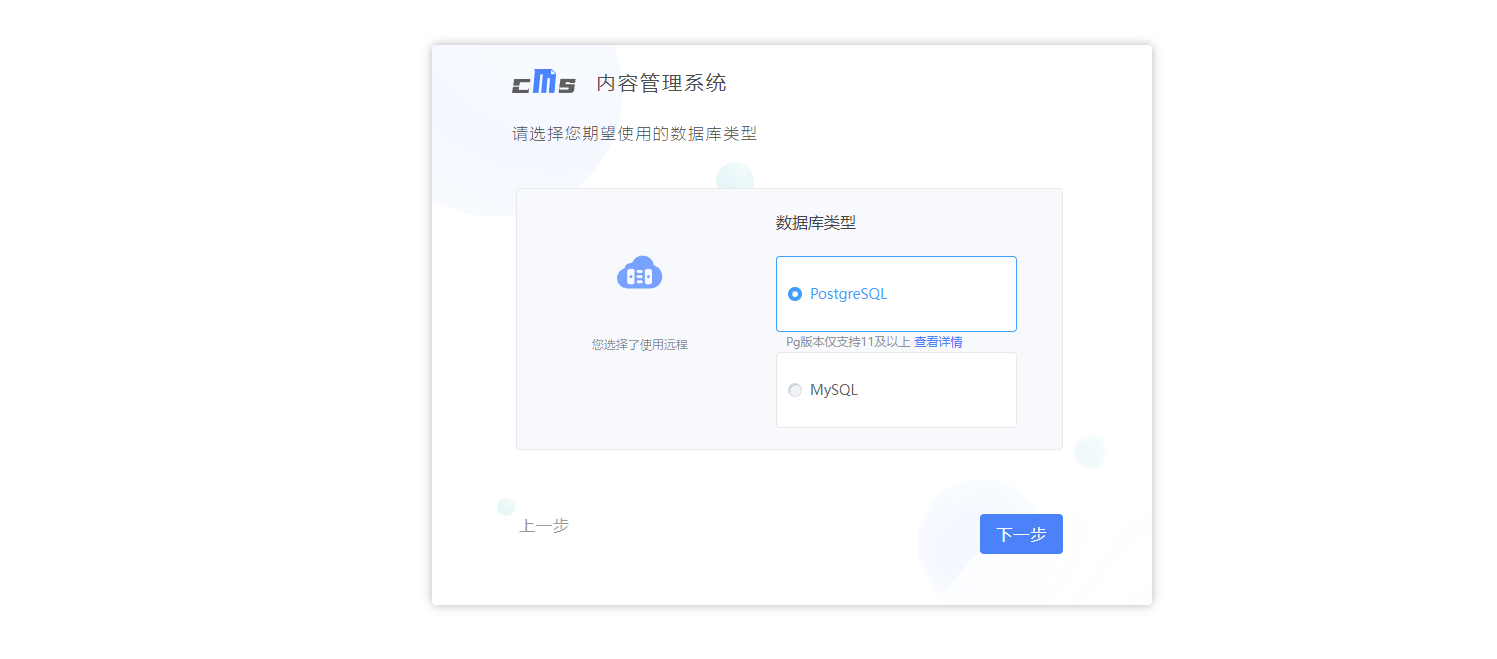 cms 内容管理系统
请选择您期望使用的数据库类型
数据库类型
PostgreSQL
您选择了使用远程
Pg版本仅支持11及以上 查看详情
MySQL
上一步
下一步